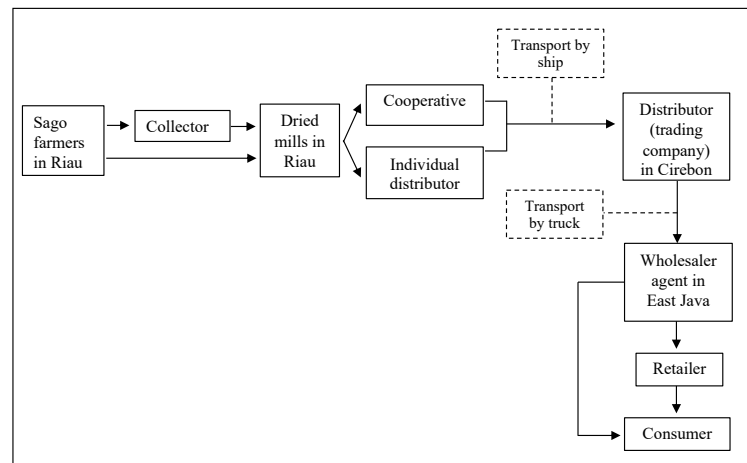 Sago
farmers
in Riau
Collector
Dried
mills in
Riau
Cooperative
Individual
distributor
Transport by
ship
Distributor
(trading
company)
in Cirebon
Transport
by truck
Wholesaler
agent in
East Java
Retailer
Consumer